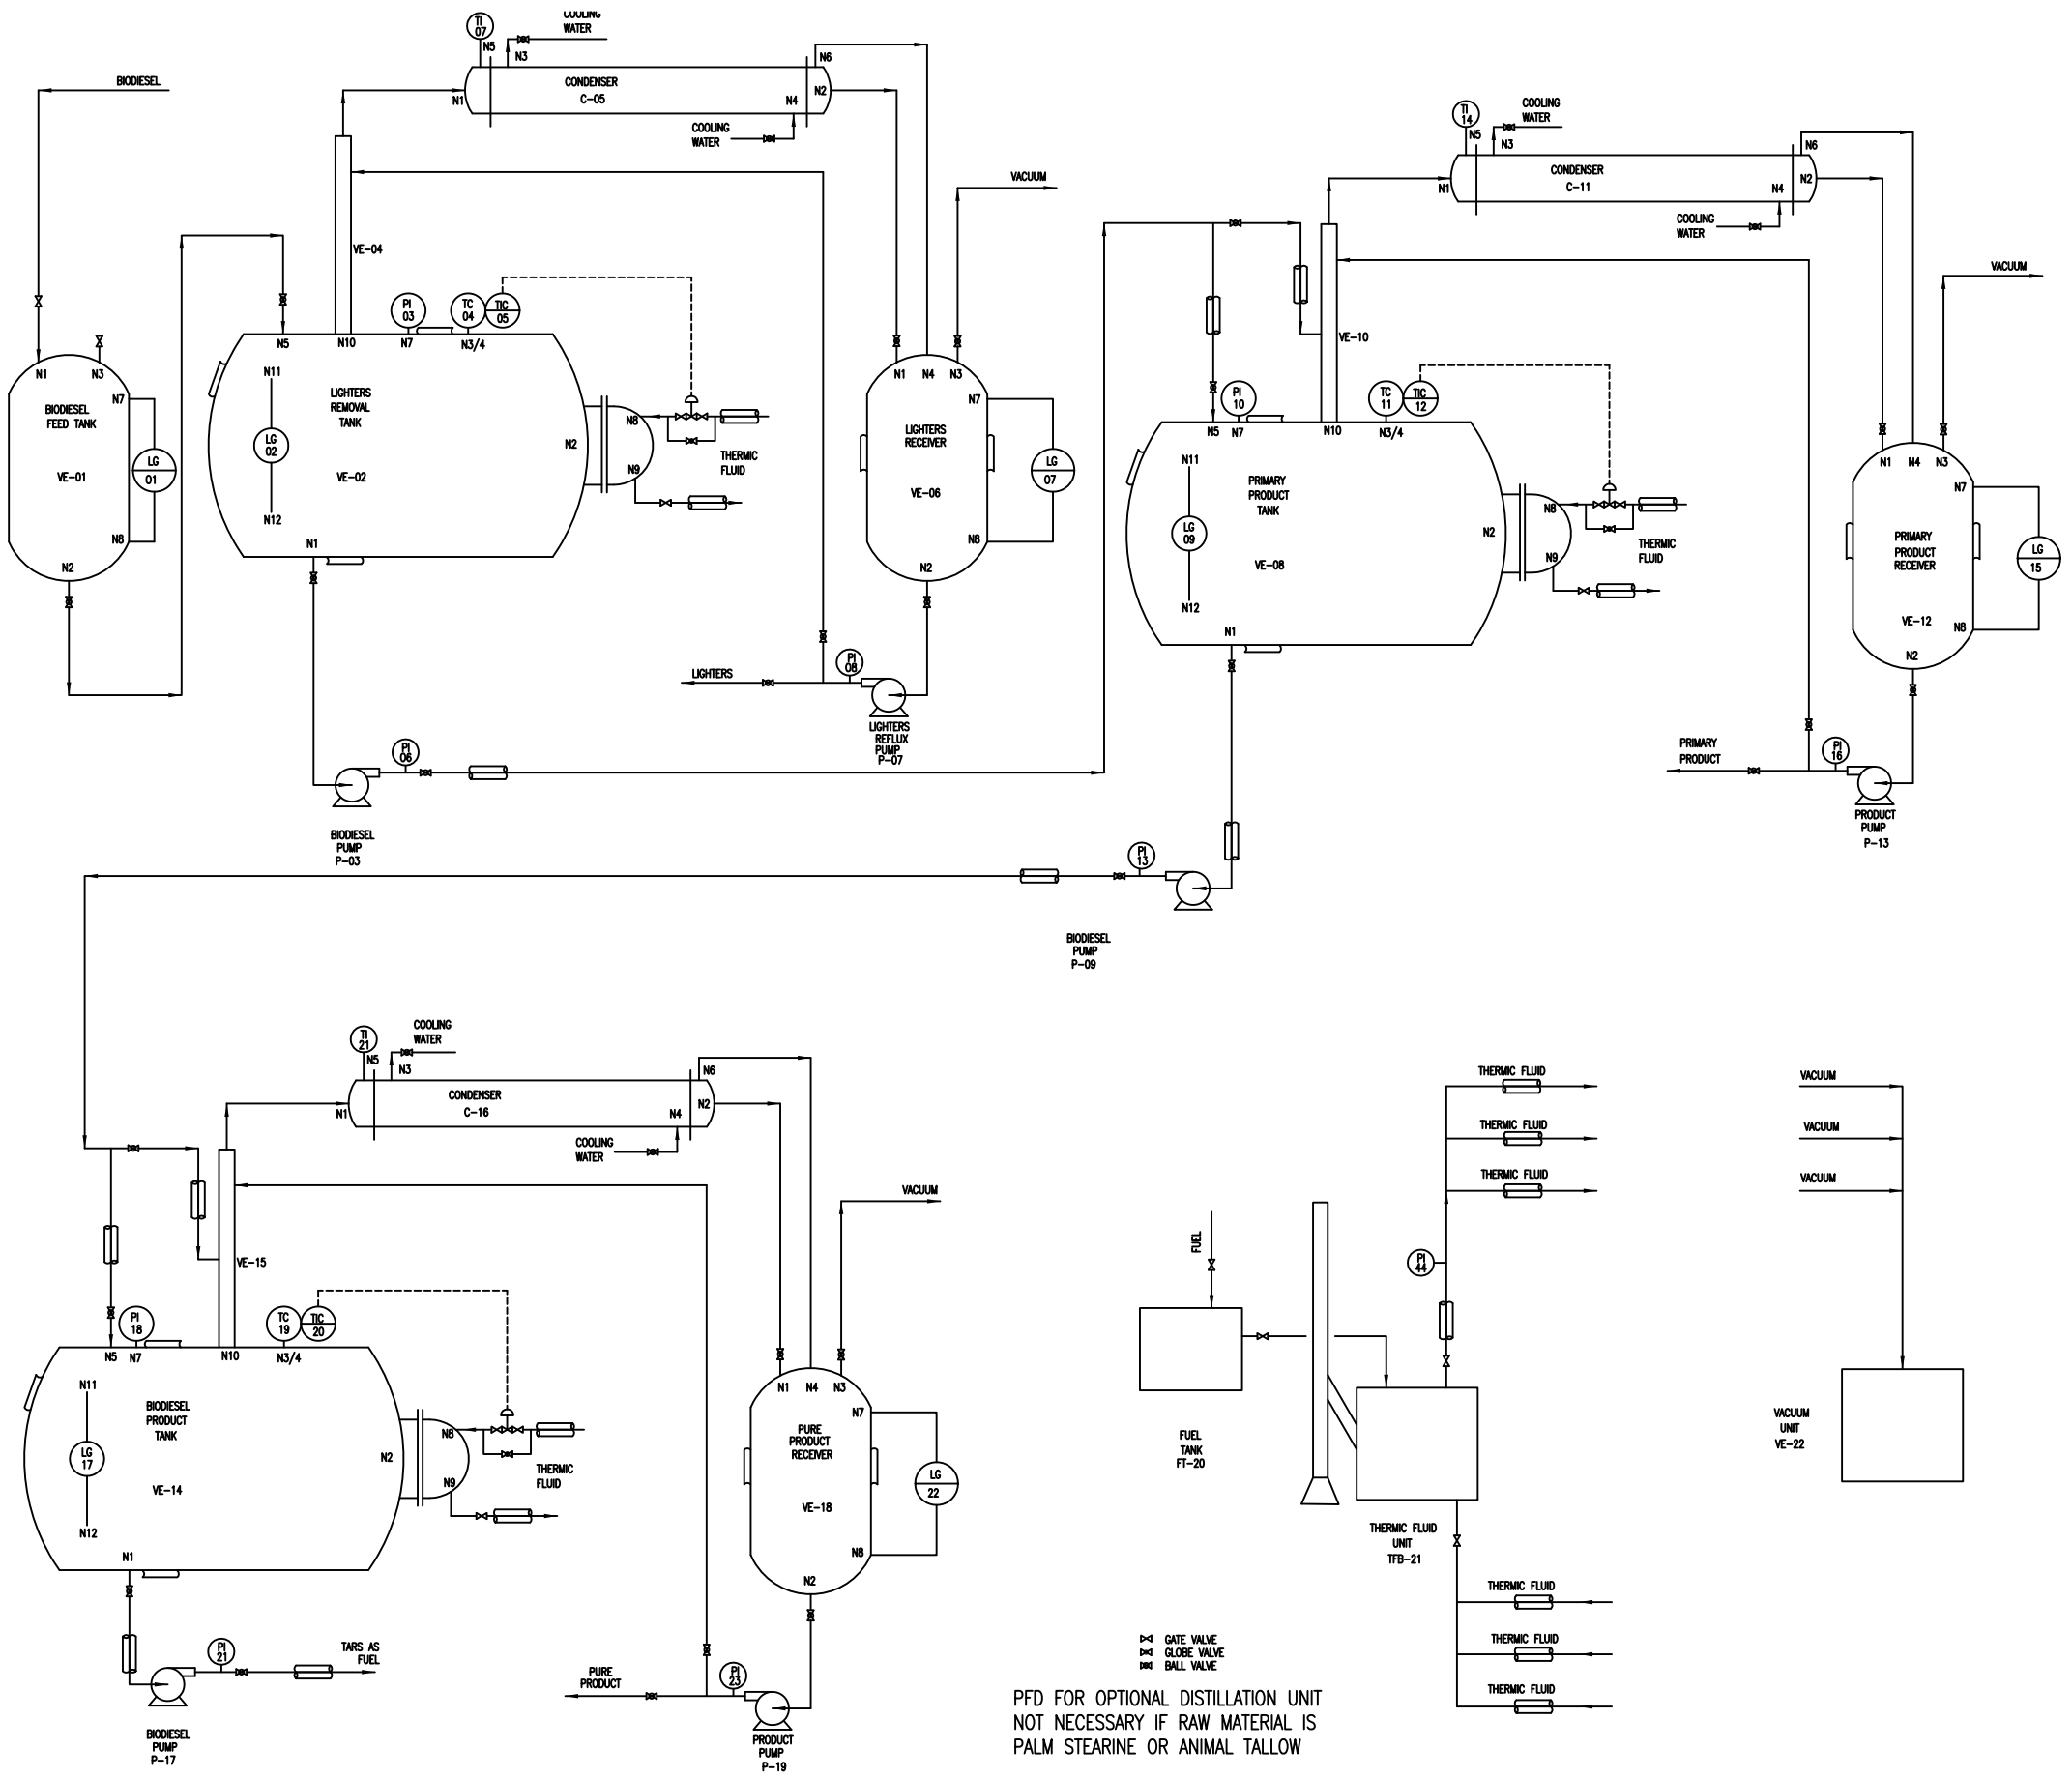 TI
07
N5
COOLING
WATER
N3
N6
BIODIESEL
CONDENSER
C-05
N1
N4
N2
COOLING
WATER
VACUUM
VE-04
PI
03
TC
04
TIC
05
N1
N3
N5
N10
N7
N3/4
N7
BIODIESEL
FEED TANK
LG
01
VE-01
N8
N2
N11
LIGHTERS
REMOVAL
TANK
LG
02
VE-02
N12
N1
N2
N8
N9
THERMIC
FLUID
N1
N4
N3
N7
LIGHTERS
RECEIVER
LG
07
VE-06
N8
N2
LIGHTERS
PI
08
LIGHTERS
REFLUX
PUMP
P-07
PI
06
BIODIESEL
PUMP
P-03
TI
14
N5
COOLING
WATER
N3
N6
CONDENSER
C-11
N1
N4
N2
COOLING
WATER
VACUUM
VE-10
PI
10
TC
11
TIC
12
N5
N7
N10
N3/4
N11
PRIMARY
PRODUCT
TANK
LG
09
VE-08
N12
N1
N2
N8
N9
THERMIC
FLUID
N1
N4
N3
N7
PRIMARY
PRODUCT
RECEIVER
LG
15
VE-12
N8
N2
PRIMARY
PRODUCT
PI
16
PRODUCT
PUMP
P-13
PI
13
BIODIESEL
PUMP
P-09
TI
21
N5
COOLING
WATER
N3
N6
CONDENSER
C-16
N1
N4
N2
COOLING
WATER
VACUUM
VE-15
PI
18
TC
19
TIC
20
N5
N7
N10
N3/4
N11
BIODIESEL
PRODUCT
TANK
LG
17
VE-14
N12
N1
N2
N8
N9
THERMIC
FLUID
N1
N4
N3
N7
PURE
PRODUCT
RECEIVER
LG
22
VE-18
N8
N2
PI
21
TARS AS
FUEL
BIODIESEL
PUMP
P-17
PURE
PRODUCT
PI
23
PRODUCT
PUMP
P-19
THERMIC FLUID
THERMIC FLUID
THERMIC FLUID
PI
44
FUEL
FUEL
TANK
FT-20
THERMIC FLUID
UNIT
TFB-21
THERMIC FLUID
THERMIC FLUID
THERMIC FLUID
VACUUM
VACUUM
VACUUM
VACUUM
UNIT
VE-22
GATE VALVE
GLOBE VALVE
BALL VALVE
PFD FOR OPTIONAL DISTILLATION UNIT
NOT NECESSARY IF RAW MATERIAL IS
PALM STEARINE OR ANIMAL TALLOW